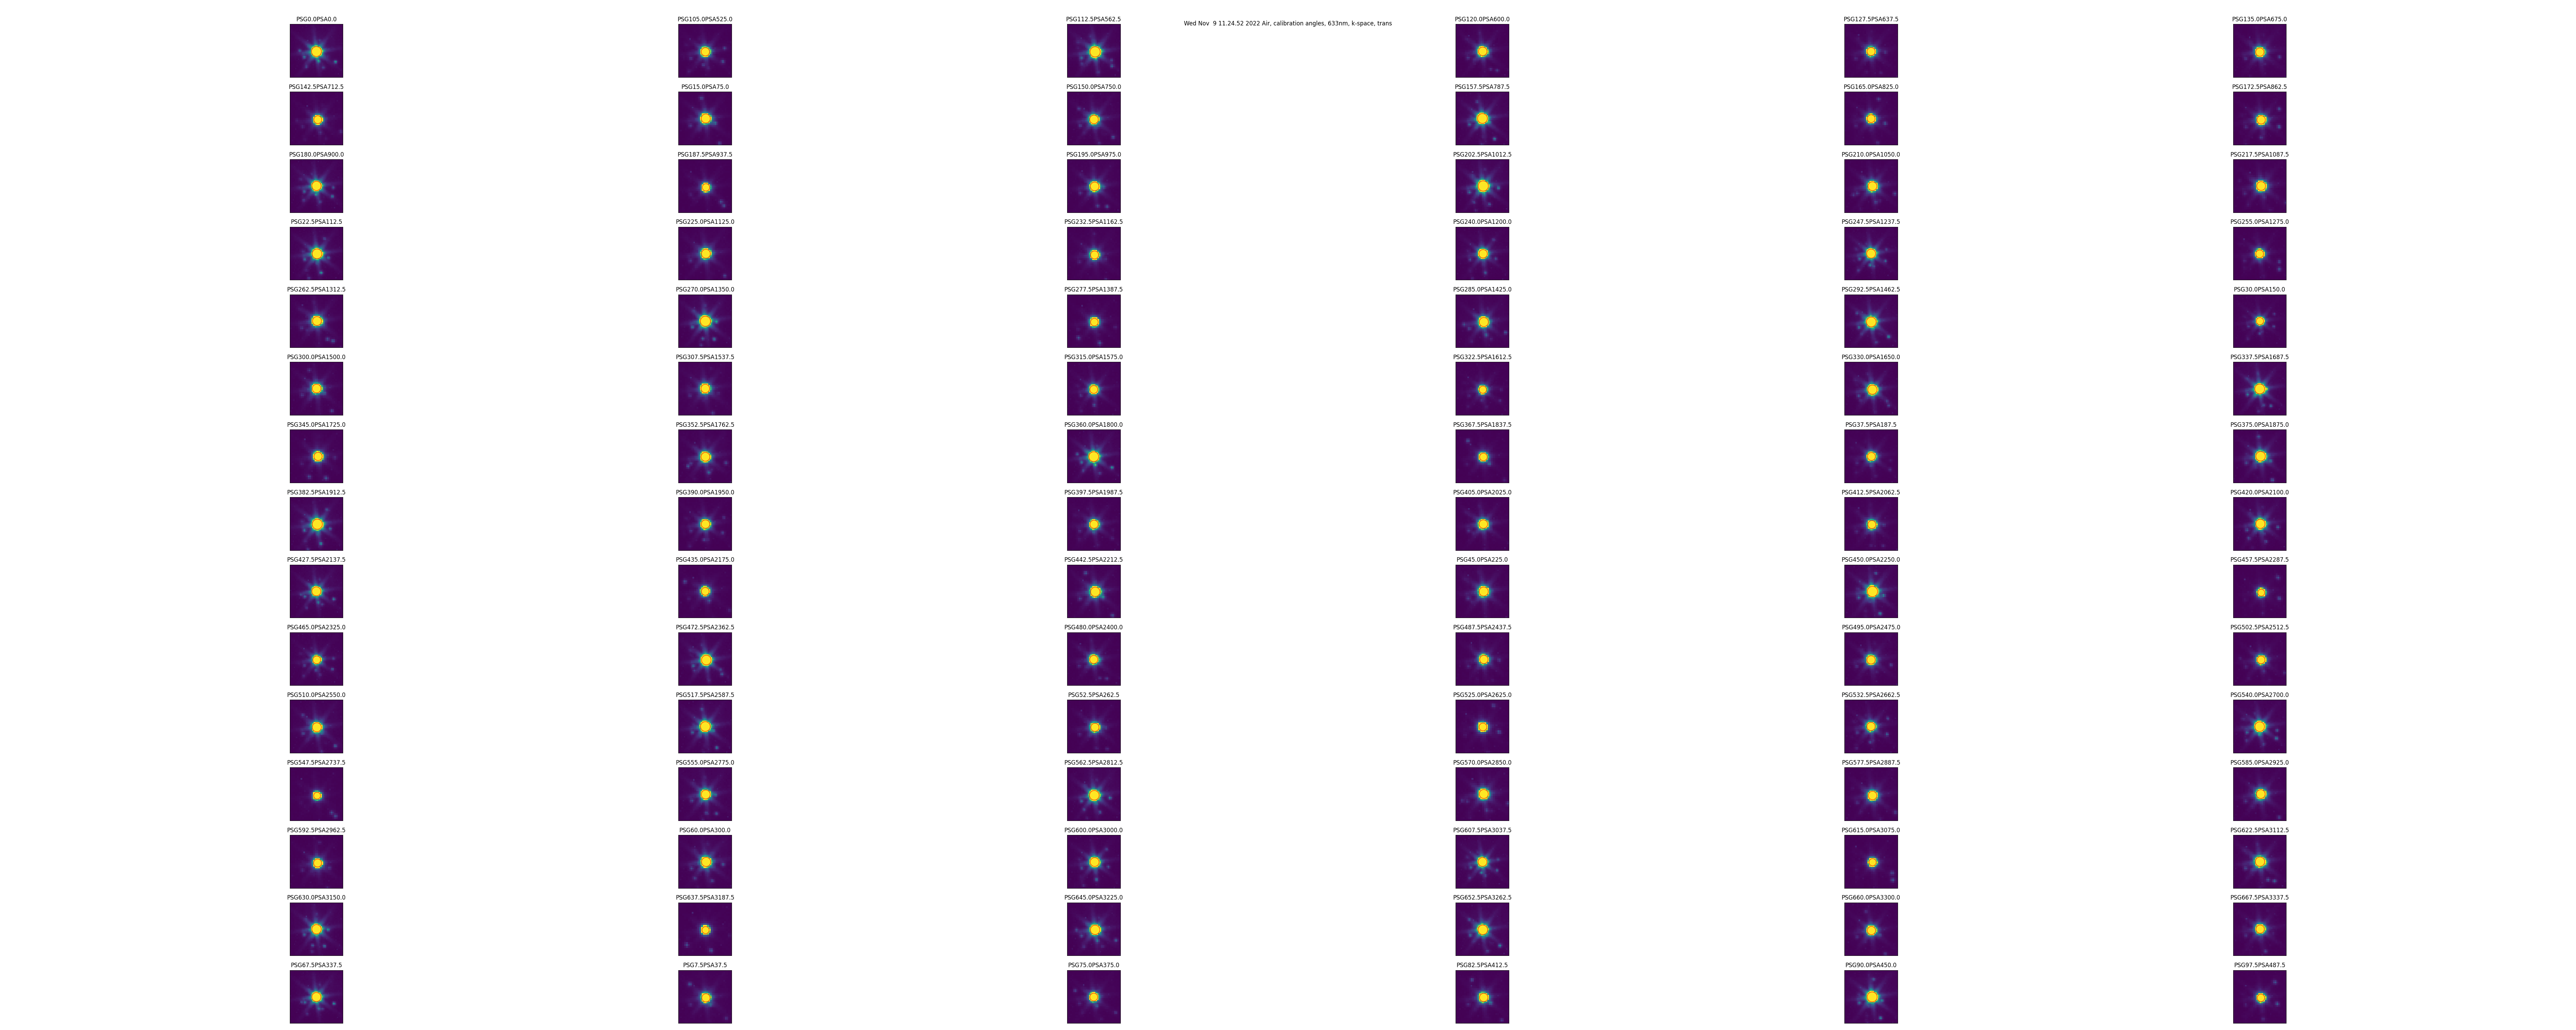 Wed Nov  9 11.24.52 2022 Air, calibration angles, 633nm, k-space, trans
PSG0.0PSA0.0
PSG105.0PSA525.0
PSG112.5PSA562.5
PSG120.0PSA600.0
PSG127.5PSA637.5
PSG135.0PSA675.0
PSG142.5PSA712.5
PSG15.0PSA75.0
PSG150.0PSA750.0
PSG157.5PSA787.5
PSG165.0PSA825.0
PSG172.5PSA862.5
PSG180.0PSA900.0
PSG187.5PSA937.5
PSG195.0PSA975.0
PSG202.5PSA1012.5
PSG210.0PSA1050.0
PSG217.5PSA1087.5
PSG22.5PSA112.5
PSG225.0PSA1125.0
PSG232.5PSA1162.5
PSG240.0PSA1200.0
PSG247.5PSA1237.5
PSG255.0PSA1275.0
PSG262.5PSA1312.5
PSG270.0PSA1350.0
PSG277.5PSA1387.5
PSG285.0PSA1425.0
PSG292.5PSA1462.5
PSG30.0PSA150.0
PSG300.0PSA1500.0
PSG307.5PSA1537.5
PSG315.0PSA1575.0
PSG322.5PSA1612.5
PSG330.0PSA1650.0
PSG337.5PSA1687.5
PSG345.0PSA1725.0
PSG352.5PSA1762.5
PSG360.0PSA1800.0
PSG367.5PSA1837.5
PSG37.5PSA187.5
PSG375.0PSA1875.0
PSG382.5PSA1912.5
PSG390.0PSA1950.0
PSG397.5PSA1987.5
PSG405.0PSA2025.0
PSG412.5PSA2062.5
PSG420.0PSA2100.0
PSG427.5PSA2137.5
PSG435.0PSA2175.0
PSG442.5PSA2212.5
PSG45.0PSA225.0
PSG450.0PSA2250.0
PSG457.5PSA2287.5
PSG465.0PSA2325.0
PSG472.5PSA2362.5
PSG480.0PSA2400.0
PSG487.5PSA2437.5
PSG495.0PSA2475.0
PSG502.5PSA2512.5
PSG510.0PSA2550.0
PSG517.5PSA2587.5
PSG52.5PSA262.5
PSG525.0PSA2625.0
PSG532.5PSA2662.5
PSG540.0PSA2700.0
PSG547.5PSA2737.5
PSG555.0PSA2775.0
PSG562.5PSA2812.5
PSG570.0PSA2850.0
PSG577.5PSA2887.5
PSG585.0PSA2925.0
PSG592.5PSA2962.5
PSG60.0PSA300.0
PSG600.0PSA3000.0
PSG607.5PSA3037.5
PSG615.0PSA3075.0
PSG622.5PSA3112.5
PSG630.0PSA3150.0
PSG637.5PSA3187.5
PSG645.0PSA3225.0
PSG652.5PSA3262.5
PSG660.0PSA3300.0
PSG667.5PSA3337.5
PSG67.5PSA337.5
PSG7.5PSA37.5
PSG75.0PSA375.0
PSG82.5PSA412.5
PSG90.0PSA450.0
PSG97.5PSA487.5